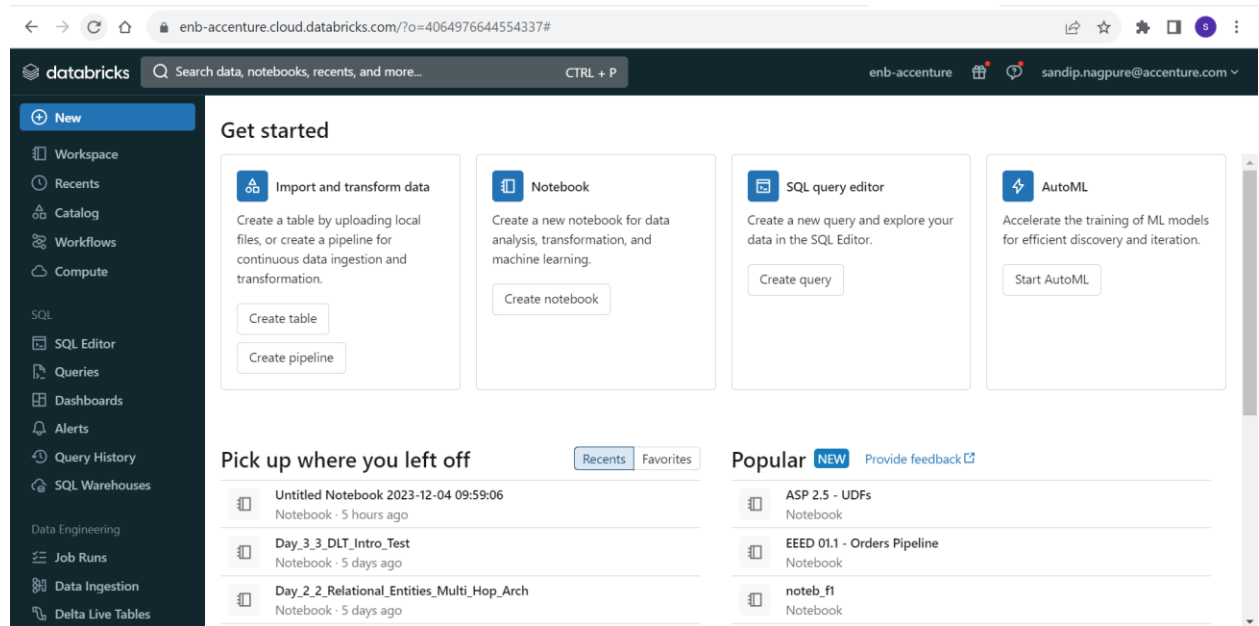 enb-accenture.cloud.databricks.com/?o=4064976644554337#
S
databricks
Search data, notebooks, recents, and more...
CTRL + P
enb-accenture
sandip.nagpure@accenture.com
New
Workspace
Recents
Catalog
Workflows
Compute
SQL
SQL Editor
Queries
Dashboards
Alerts
Query History
SQL Warehouses
Data Engineering
Job Runs
Data Ingestion
Delta Live Tables
Get started
Import and transform data
Create a table by uploading local
files, or create a pipeline for
continuous data ingestion and
transformation.
Create table
Create pipeline
Notebook
Create a new notebook for data
analysis, transformation, and
machine learning.
Create notebook
SQL query editor
Create a new query and explore your
data in the SQL Editor.
Create query
AutoML
Accelerate the training of ML models
for efficient discovery and iteration.
Start AutoML
Pick up where you left off
Recents
Favorites
Untitled Notebook 2023-12-04 09:59:06
Notebook · 5 hours ago
Day_3_3_DLT_Intro_Test
Notebook · 5 days ago
Day_2_2_Relational_Entities_Multi_Hop_Arch
Notebook · 5 days ago
Popular NEW Provide feedback
ASP 2.5 - UDFs
Notebook
EEED 01.1 - Orders Pipeline
Notebook
noteb_f1
Notebook